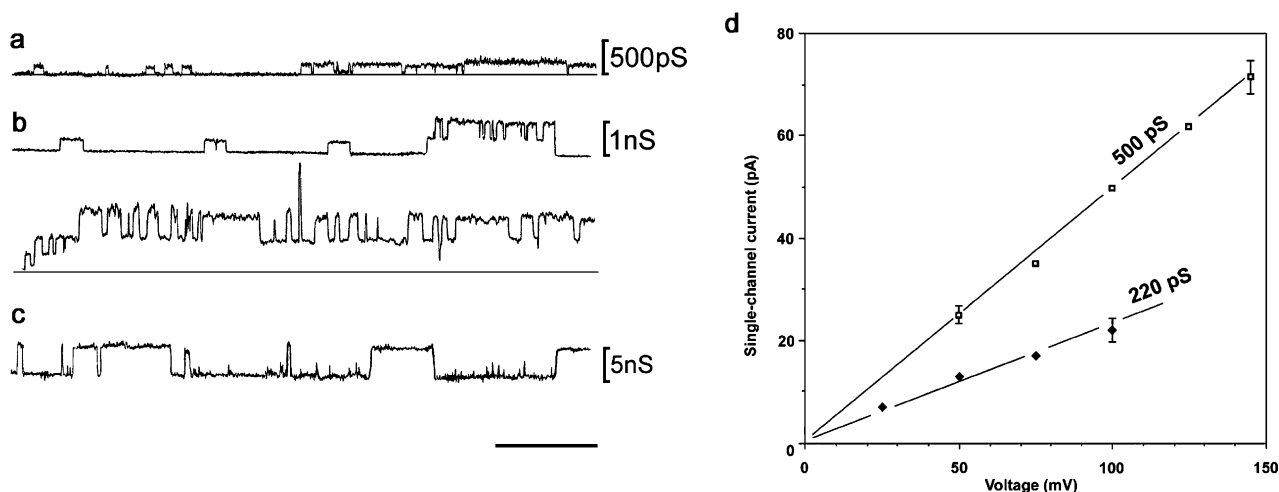 a
500pS
b
1nS
c
5nS
d
80
60
40
20
0
Single-channel current (pA)
500 pS
220 pS
0
50
100
150
Voltage (mV)